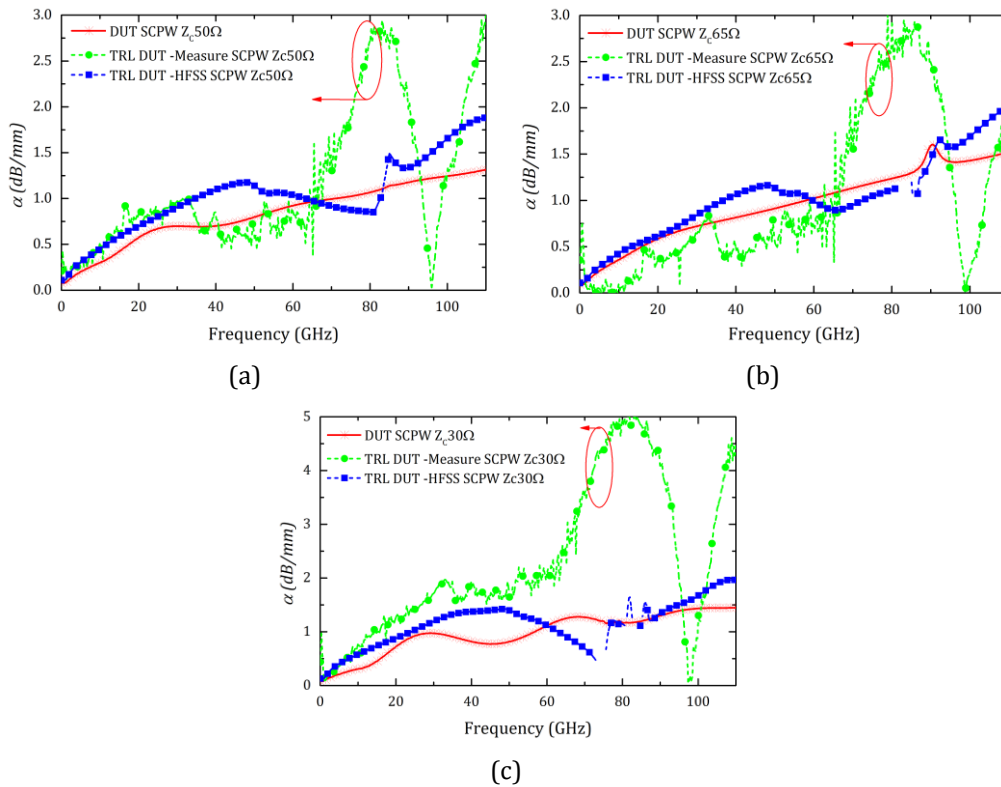 3.0
2.5
2.0
1.5
1.0
0.5
0.0
α (dB/mm)
DUT SCPW ZC50Ω
TRL DUT -Measure SCPW Zc50Ω
TRL DUT -HFSS SCPW Zc50Ω
0 20 40 60 80 100
Frequency (GHz)
(a)
3.0
2.5
2.0
1.5
1.0
0.5
0.0
α (dB/mm)
DUT SCPW ZC65Ω
TRL DUT -Measure SCPW Zc65Ω
TRL DUT -HFSS SCPW Zc65Ω
0 20 40 60 80 100
Frequency (GHz)
(b)
5
4
3
2
1
0
α (dB/mm)
DUT SCPW ZC30Ω
TRL DUT -Measure SCPW Zc30Ω
TRL DUT -HFSS SCPW Zc30Ω
0 20 40 60 80 100
Frequency (GHz)
(c)